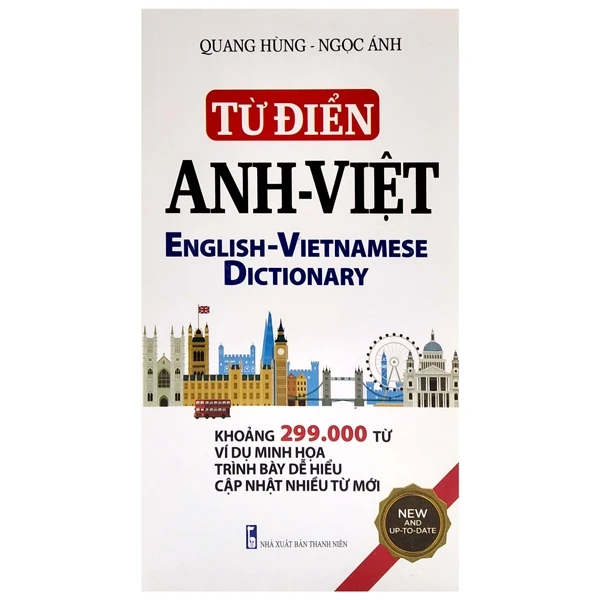 QUANG HÙNG - NGỌC ÁNH
TỪ ĐIỂN
ANH-VIỆT
ENGLISH-VIETNAMESE
DICTIONARY
KHOẢNG 299.000 TỪ
VÍ DỤ MINH HỌA
TRÌNH BÀY DỄ HIỂU
CẬP NHẬT NHIỀU TỪ MỚI
NEW
AND
UP-TO-DATE
NHÀ XUẤT BẢN THANH NIÊN